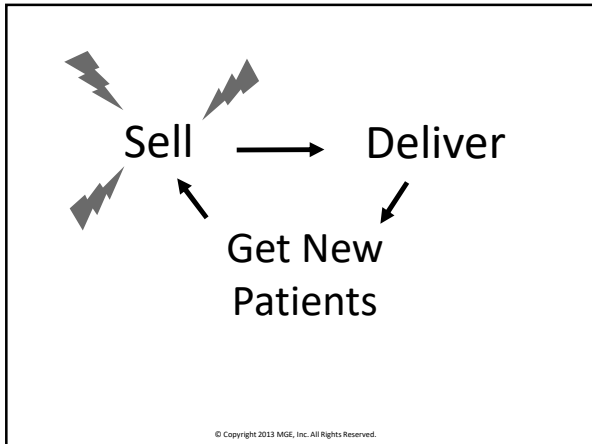 Sell
Deliver
Get New
Patients
© Copyright 2013 MGE, Inc. All Rights Reserved.